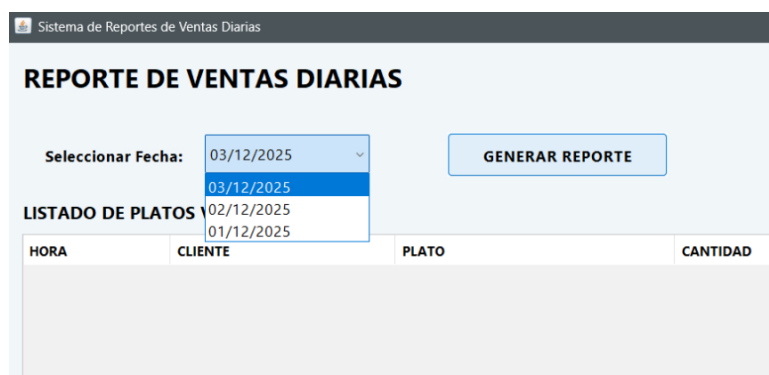 Sistema de Reportes de Ventas Diarias
REPORTE DE VENTAS DIARIAS
Seleccionar Fecha: 03/12/2025 GENERAR REPORTE
03/12/2025
02/12/2025
01/12/2025
LISTADO DE PLATOS
HORA CLIENTE PLATO CANTIDAD